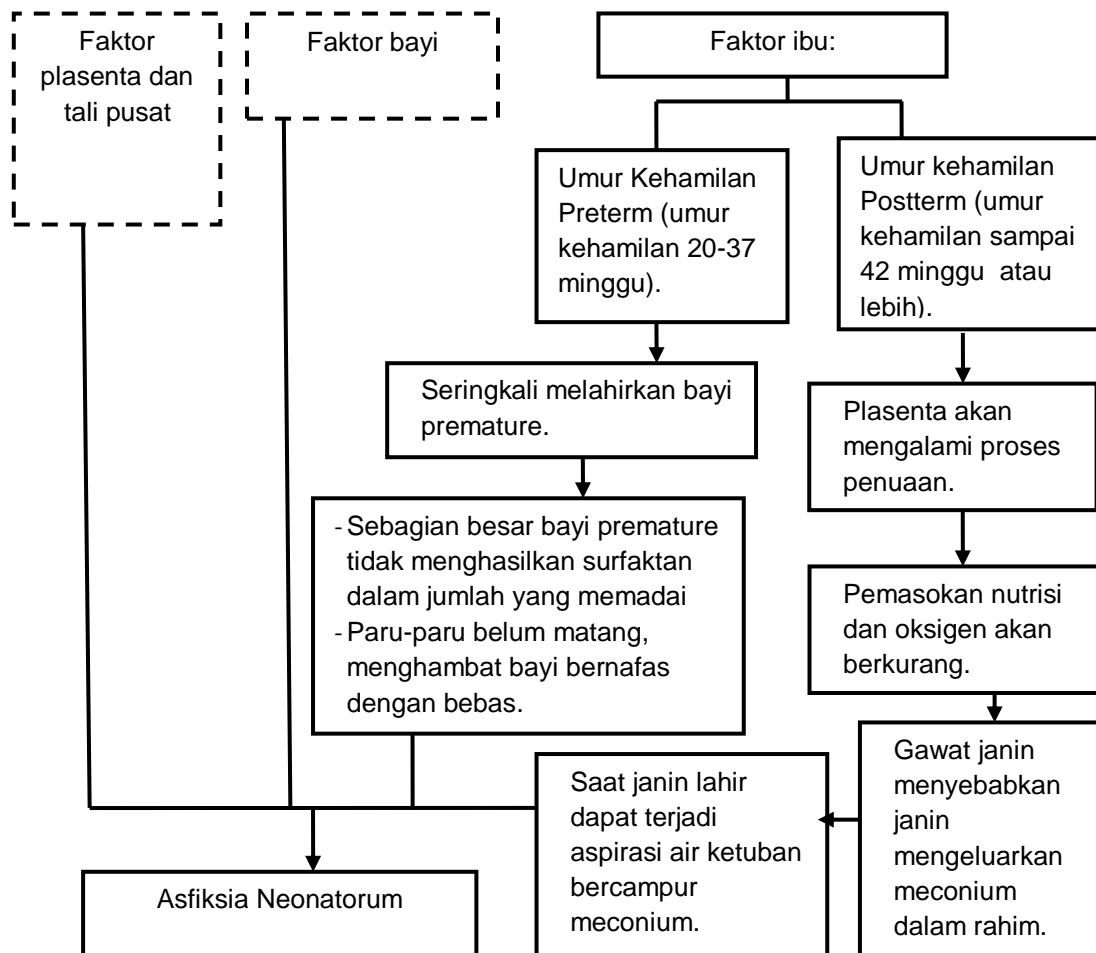 Faktor
plasenta dan
tali pusat
Faktor bayi
Faktor ibu:
Umur Kehamilan
Preterm (umur
kehamilan 20-37
minggu).
Umur kehamilan
Postterm (umur
kehamilan sampai
42 minggu  atau
lebih).
Seringkali melahirkan bayi
premature.
Plasenta akan
mengalami proses
penuaan.
- Sebagian besar bayi premature
tidak menghasilkan surfaktan
dalam jumlah yang memadai
- Paru-paru belum matang,
menghambat bayi bernafas
dengan bebas.
Pemasokan nutrisi
dan oksigen akan
berkurang.
Gawat janin
menyebabkan
janin
mengeluarkan
meconium
dalam rahim.
Saat janin lahir
dapat terjadi
aspirasi air ketuban
bercampur
meconium.
Asfiksia Neonatorum